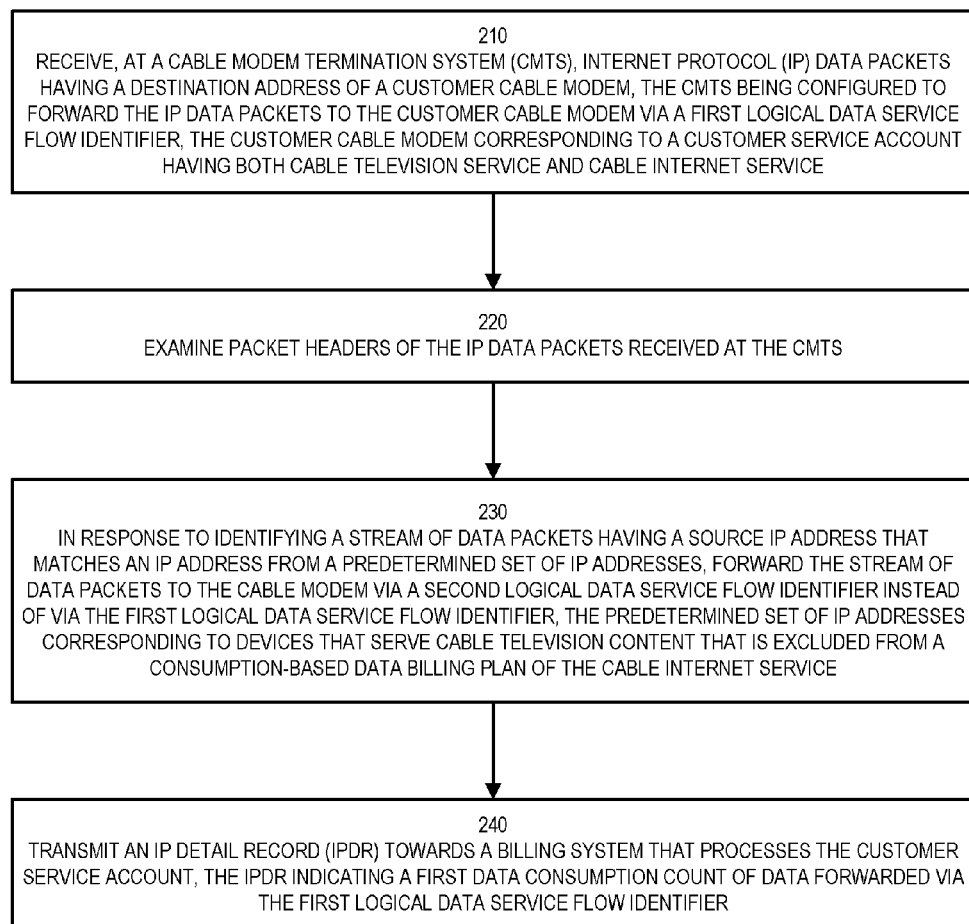 210
RECEIVE, AT A CABLE MODEM TERMINATION SYSTEM (CMTS), INTERNET PROTOCOL (IP) DATA PACKETS
HAVING A DESTINATION ADDRESS OF A CUSTOMER CABLE MODEM, THE CMTS BEING CONFIGURED TO
FORWARD THE IP DATA PACKETS TO THE CUSTOMER CABLE MODEM VIA A FIRST LOGICAL DATA SERVICE
FLOW IDENTIFIER, THE CUSTOMER CABLE MODEM CORRESPONDING TO A CUSTOMER SERVICE ACCOUNT
HAVING BOTH CABLE TELEVISION SERVICE AND CABLE INTERNET SERVICE
220
EXAMINE PACKET HEADERS OF THE IP DATA PACKETS RECEIVED AT THE CMTS
230
IN RESPONSE TO IDENTIFYING A STREAM OF DATA PACKETS HAVING A SOURCE IP ADDRESS THAT
MATCHES AN IP ADDRESS FROM A PREDETERMINED SET OF IP ADDRESSES, FORWARD THE STREAM OF
DATA PACKETS TO THE CABLE MODEM VIA A SECOND LOGICAL DATA SERVICE FLOW IDENTIFIER INSTEAD
OF VIA THE FIRST LOGICAL DATA SERVICE FLOW IDENTIFIER, THE PREDETERMINED SET OF IP ADDRESSES
CORRESPONDING TO DEVICES THAT SERVE CABLE TELEVISION CONTENT THAT IS EXCLUDED FROM A
CONSUMPTION-BASED DATA BILLING PLAN OF THE CABLE INTERNET SERVICE
240
TRANSMIT AN IP DETAIL RECORD (IPDR) TOWARDS A BILLING SYSTEM THAT PROCESSES THE CUSTOMER
SERVICE ACCOUNT, THE IPDR INDICATING A FIRST DATA CONSUMPTION COUNT OF DATA FORWARDED VIA
THE FIRST LOGICAL DATA SERVICE FLOW IDENTIFIER